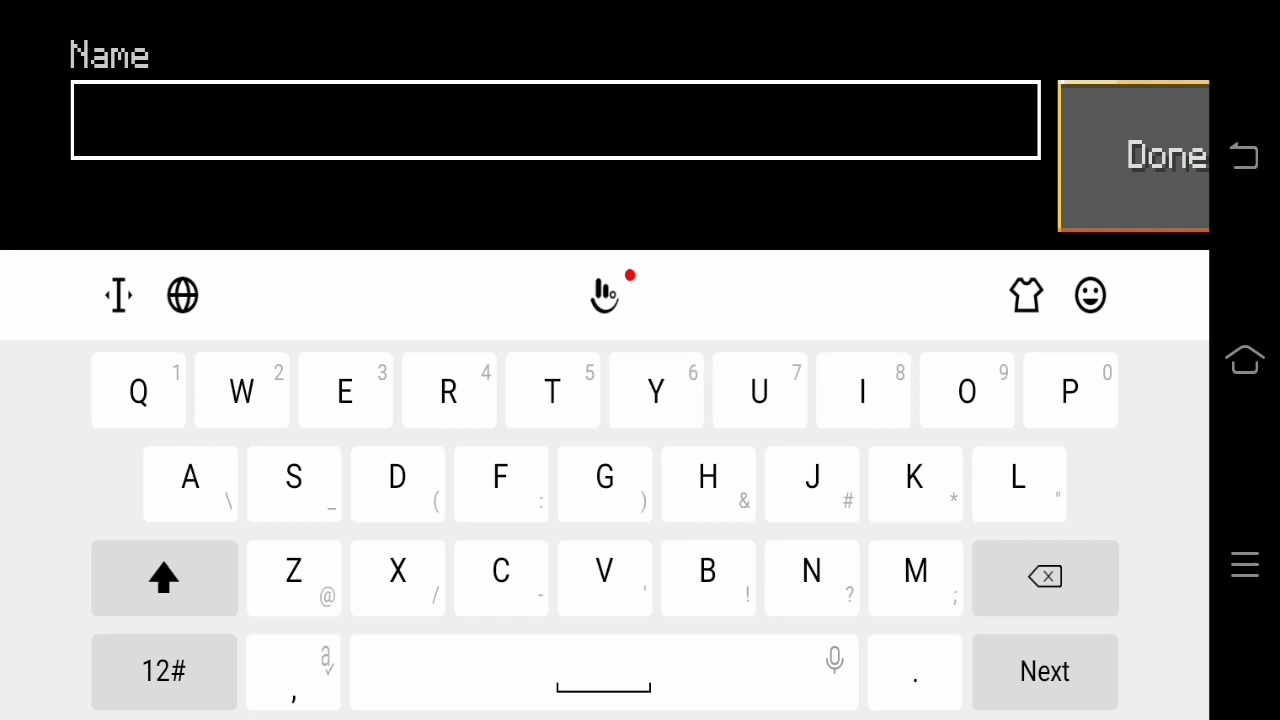 Name
Done
Q 1 W 2 E 3 R 4 T 5 Y 6 U 7 I 8 O 9 P 0
A \ S _ D ( F : G ) H & J # K * L "
Z @ X / C - V ' B ! N ? M ;
12# , a . Next